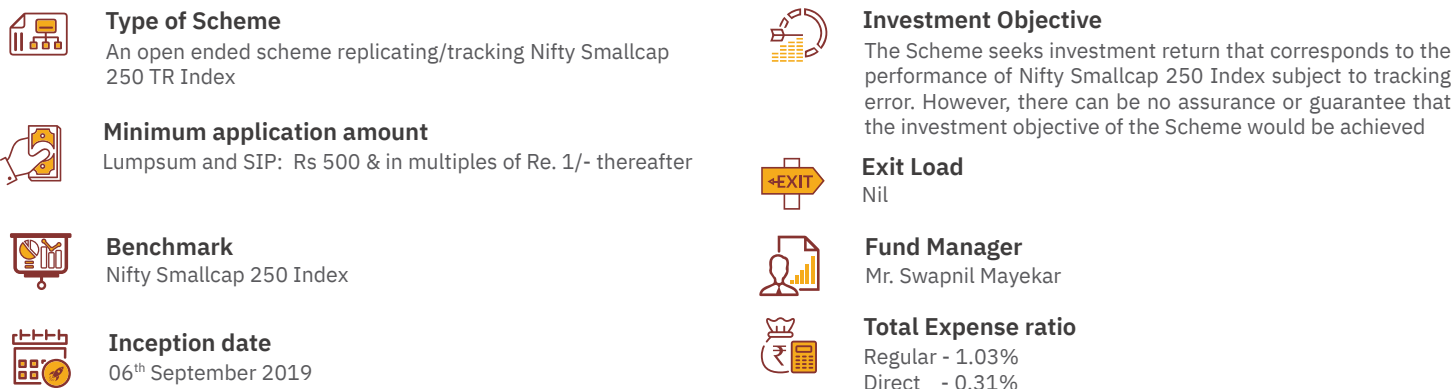 Type of Scheme
An open ended scheme replicating/tracking Nifty Smallcap
250 TR Index
Minimum application amount
Lumpsum and SIP: Rs 500 & in multiples of Re. 1/- thereafter
Benchmark
Nifty Smallcap 250 Index
Inception date
06th September 2019
Investment Objective
The Scheme seeks investment return that corresponds to the
performance of Nifty Smallcap 250 Index subject to tracking
error. However, there can be no assurance or guarantee that
the investment objective of the Scheme would be achieved
EXIT
Exit Load
Nil
Fund Manager
Mr. Swapnil Mayekar
₹
Total Expense ratio
Regular - 1.03%
Direct - 0.31%